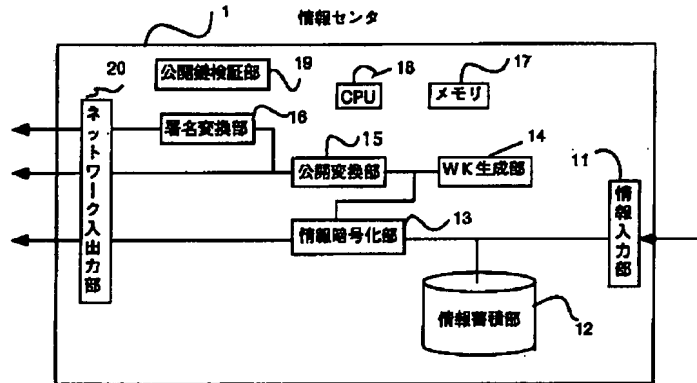 1
情報センタ
20
公開鍵検証部
19
CPU
18
メモリ
17
ネットワーク入出力部
署名変換部
16
公開変換部
15
WK生成部
14
11
情報入力部
情報暗号化部
13
情報蓄積部
12